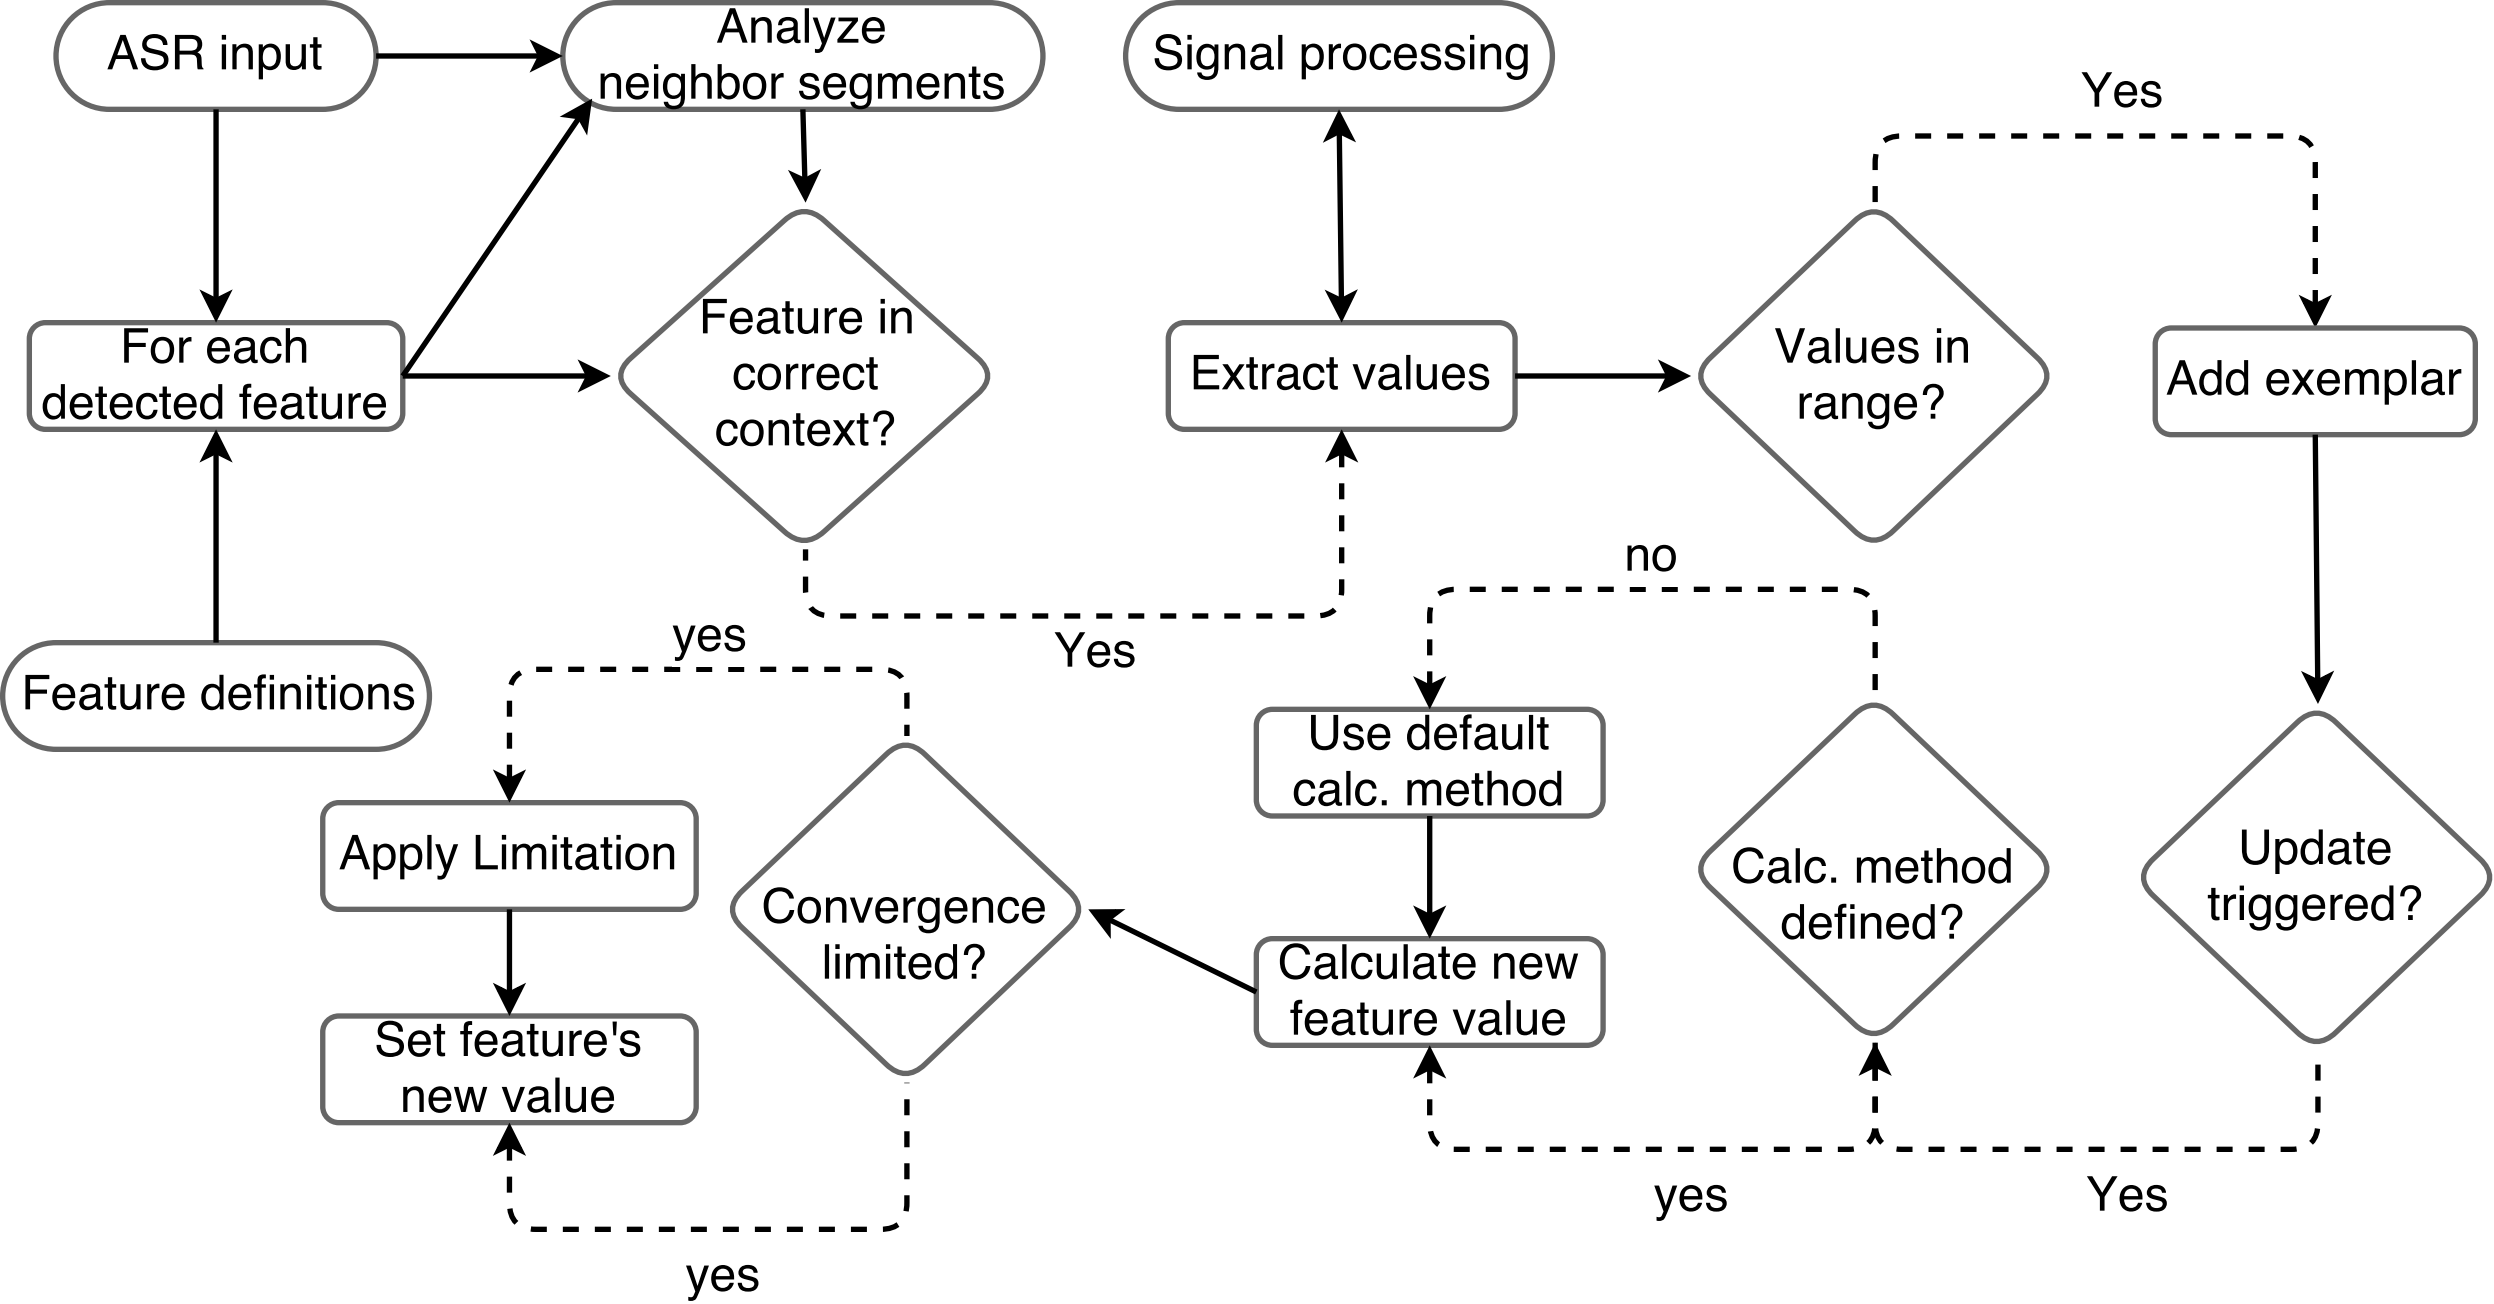 ASR input
Analyze
neighbor segments
Signal processing
Yes
For each
detected feature
Feature in
correct
context?
Extract values
Values in
range?
Add exemplar
no
yes
Yes
Feature definitions
Use default
calc. method
Apply Limitation
Convergence
limited?
Calc. method
defined?
Update
triggered?
Calculate new
feature value
Set feature's
new value
yes
Yes
yes